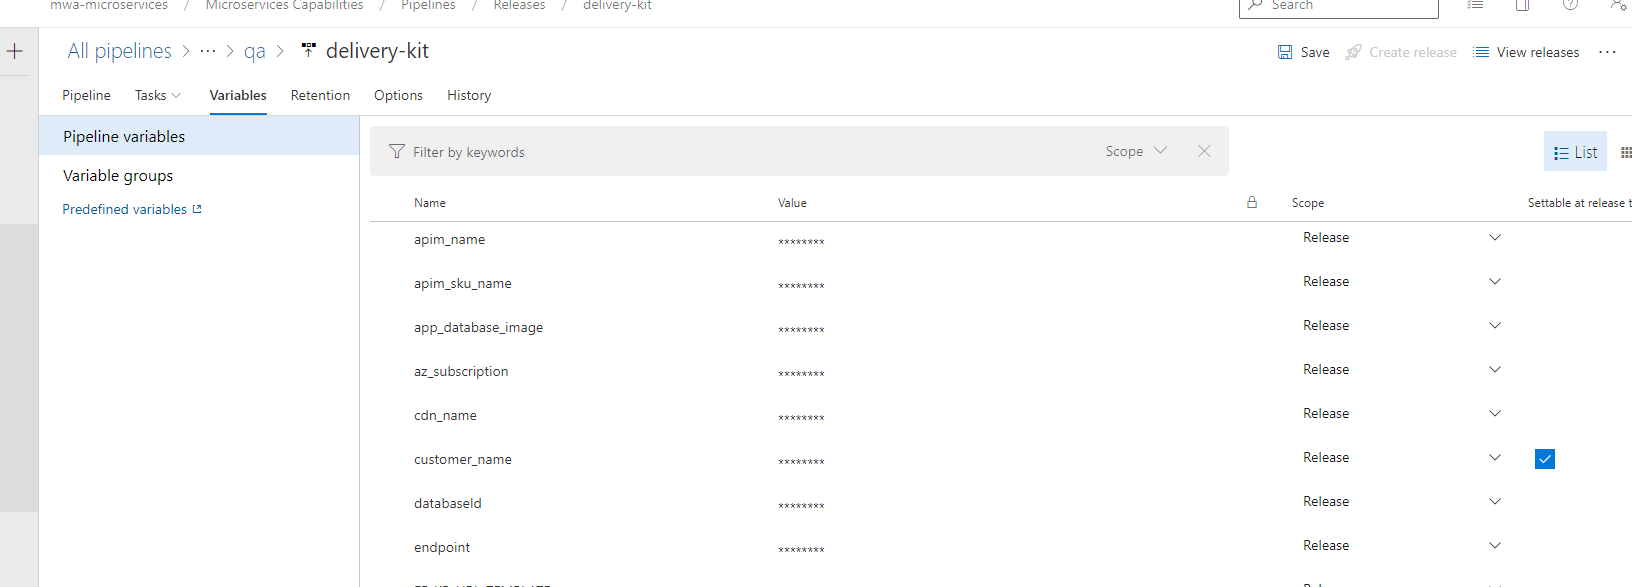 mwa-microservices / Microservices Capabilities / Pipelines / Releases / delivery-kit
Search
All pipelines > ··· > qa > delivery-kit
Save Create release View releases ···
Pipeline Tasks Variables Retention Options History
Pipeline variables
Variable groups
Predefined variables
Filter by keywords Scope
List
Name Value Scope Settable at release t
apim_name ******** Release
apim_sku_name ******** Release
app_database_image ******** Release
az_subscription ******** Release
cdn_name ******** Release
customer_name ******** Release
databaseId ******** Release
endpoint ******** Release